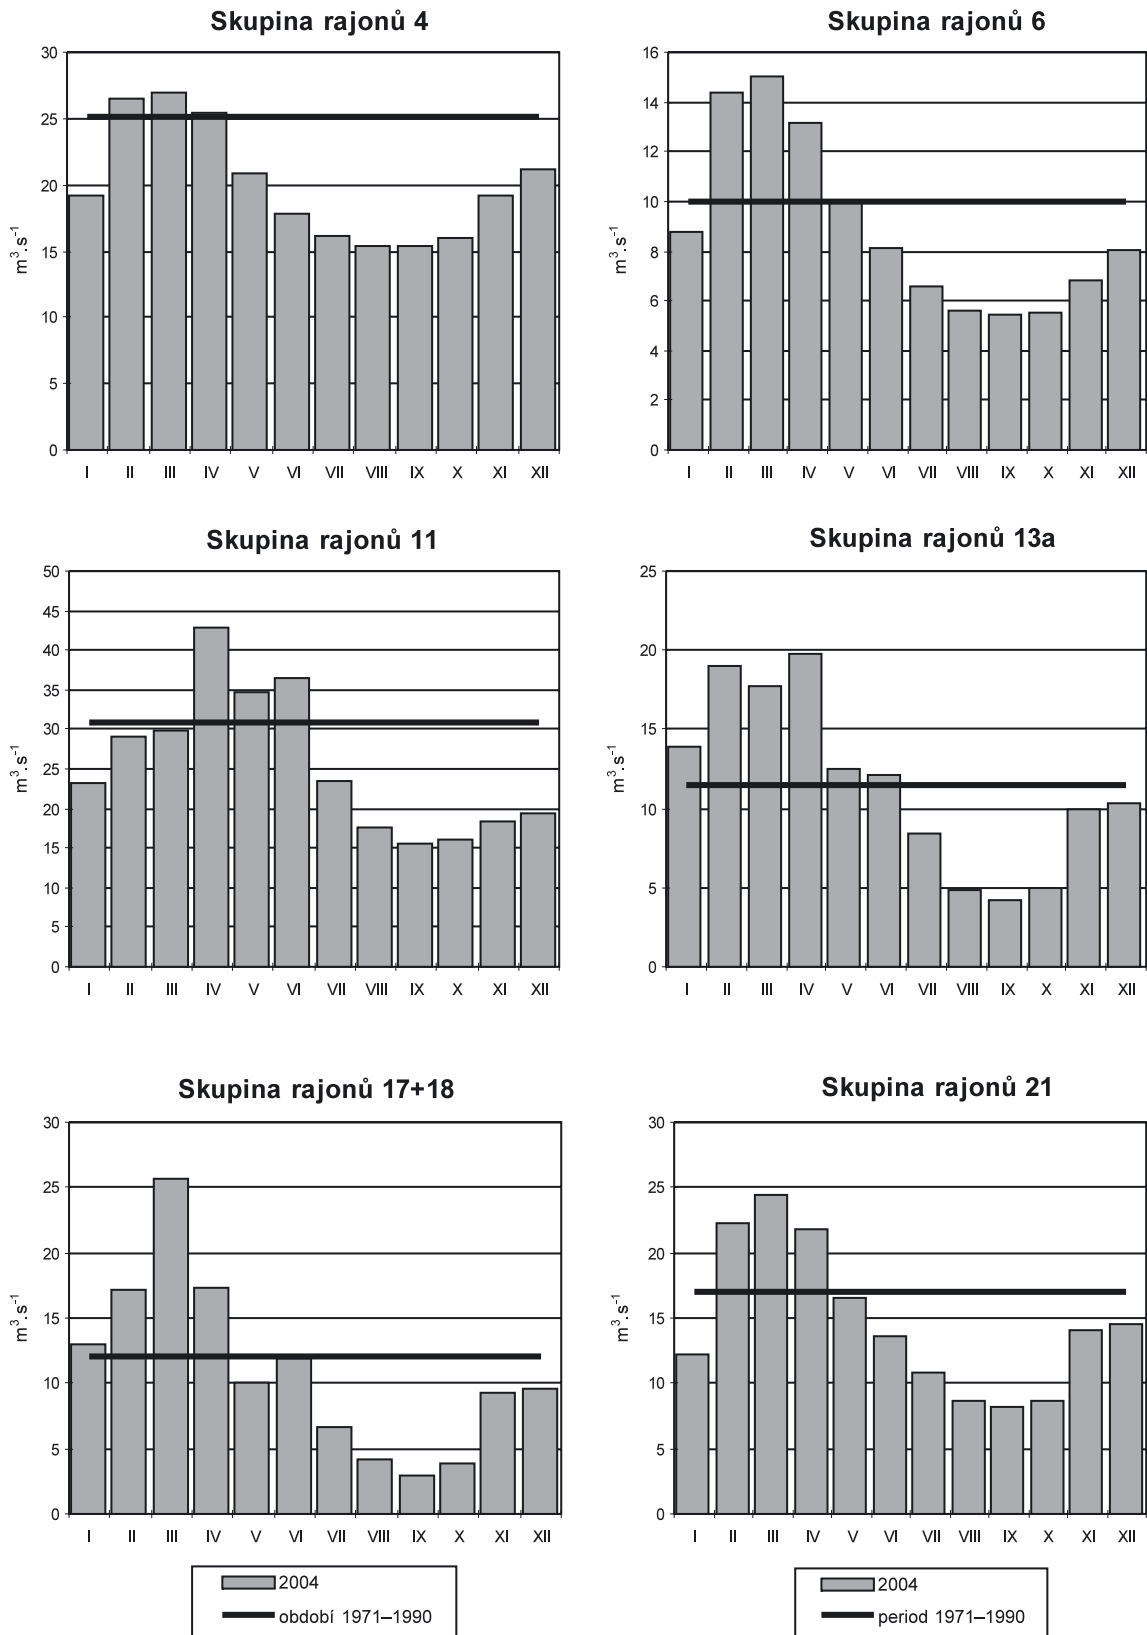 Skupina rajonů 4
30
25
20
15
10
5
0
m³.s⁻¹
I II III IV V VI VII VIII IX X XI XII
Skupina rajonů 6
16
14
12
10
8
6
4
2
0
m³.s⁻¹
I II III IV V VI VII VIII IX X XI XII
Skupina rajonů 11
50
45
40
35
30
25
20
15
10
5
0
m³.s⁻¹
I II III IV V VI VII VIII IX X XI XII
Skupina rajonů 13a
25
20
15
10
5
0
m³.s⁻¹
I II III IV V VI VII VIII IX X XI XII
Skupina rajonů 17+18
30
25
20
15
10
5
0
m³.s⁻¹
I II III IV V VI VII VIII IX X XI XII
2004
období 1971–1990
Skupina rajonů 21
30
25
20
15
10
5
0
m³.s⁻¹
I II III IV V VI VII VIII IX X XI XII
2004
period 1971–1990